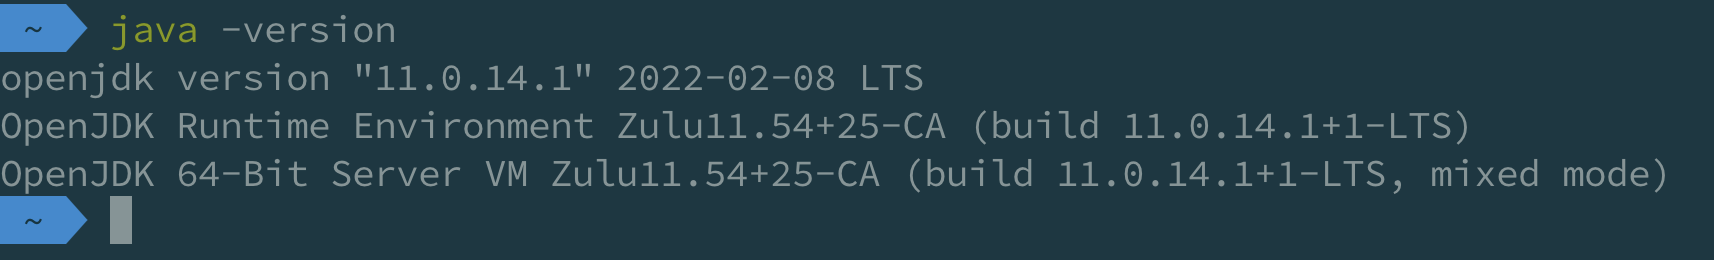 ~ java -version
openjdk version "11.0.14.1" 2022-02-08 LTS
OpenJDK Runtime Environment Zulu11.54+25-CA (build 11.0.14.1+1-LTS)
OpenJDK 64-Bit Server VM Zulu11.54+25-CA (build 11.0.14.1+1-LTS, mixed mode)
~